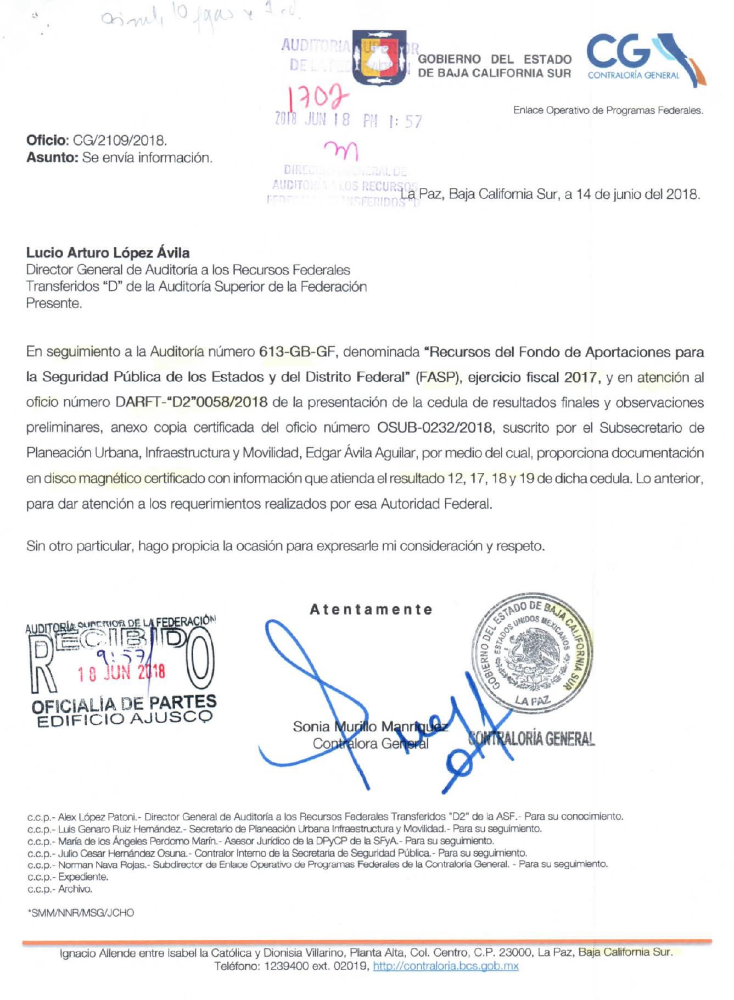 AUDITORIA SUPERIOR
GOBIERNO DEL ESTADO
DE BAJA CALIFORNIA SUR
CG
CONTRALORÍA GENERAL
1702
2018 JUN 18 PM 1:57
Enlace Operativo de Programas Federales.
Oficio: CG/2109/2018.
Asunto: Se envía información.
DIRECCIÓN GENERAL DE
AUDITORÍA A LOS RECURSOS
FEDERALES TRANSFERIDOS "D"
La Paz, Baja California Sur, a 14 de junio del 2018.
Lucio Arturo López Ávila
Director General de Auditoría a los Recursos Federales
Transferidos “D” de la Auditoría Superior de la Federación
Presente.
En seguimiento a la Auditoría número 613-GB-GF, denominada “Recursos del Fondo de Aportaciones para
la Seguridad Pública de los Estados y del Distrito Federal” (FASP), ejercicio fiscal 2017, y en atención al
oficio número DARFT-“D2”0058/2018 de la presentación de la cedula de resultados finales y observaciones
preliminares, anexo copia certificada del oficio número OSUB-0232/2018, suscrito por el Subsecretario de
Planeación Urbana, Infraestructura y Movilidad, Edgar Ávila Aguilar, por medio del cual, proporciona documentación
en disco magnético certificado con información que atienda el resultado 12, 17, 18 y 19 de dicha cedula. Lo anterior,
para dar atención a los requerimientos realizados por esa Autoridad Federal.
Sin otro particular, hago propicia la ocasión para expresarle mi consideración y respeto.
Atentamente
AUDITORÍA SUPERIOR DE LA FEDERACIÓN
RECIBIDO
9:57
18 JUN 2018
OFICIALÍA DE PARTES
EDIFICIO AJUSCO
GOBIERNO DEL ESTADO DE BAJA CALIFORNIA SUR
ESTADOS UNIDOS MEXICANOS
LA PAZ
CONTRALORÍA GENERAL
Sonia Murillo Manríquez
Contralora General
c.c.p.- Alex López Patoni.- Director General de Auditoría a los Recursos Federales Transferidos "D2" de la ASF.- Para su conocimiento.
c.c.p.- Luis Genaro Ruiz Hernández.- Secretario de Planeación Urbana Infraestructura y Movilidad.- Para su seguimiento.
c.c.p.- María de los Ángeles Perdomo Marín.- Asesor Jurídico de la DPyCP de la SFyA.- Para su seguimiento.
c.c.p.- Julio Cesar Hernández Osuna.- Contralor Interno de la Secretaria de Seguridad Pública.- Para su seguimiento.
c.c.p.- Norman Nava Rojas.- Subdirector de Enlace Operativo de Programas Federales de la Contraloría General. - Para su seguimiento.
c.c.p.- Expediente.
c.c.p.- Archivo.
*SMM/NNR/MSG/JCHO
Ignacio Allende entre Isabel la Católica y Dionisia Villarino, Planta Alta, Col. Centro, C.P. 23000, La Paz, Baja California Sur.
Teléfono: 1239400 ext. 02019, http://contraloria.bcs.gob.mx